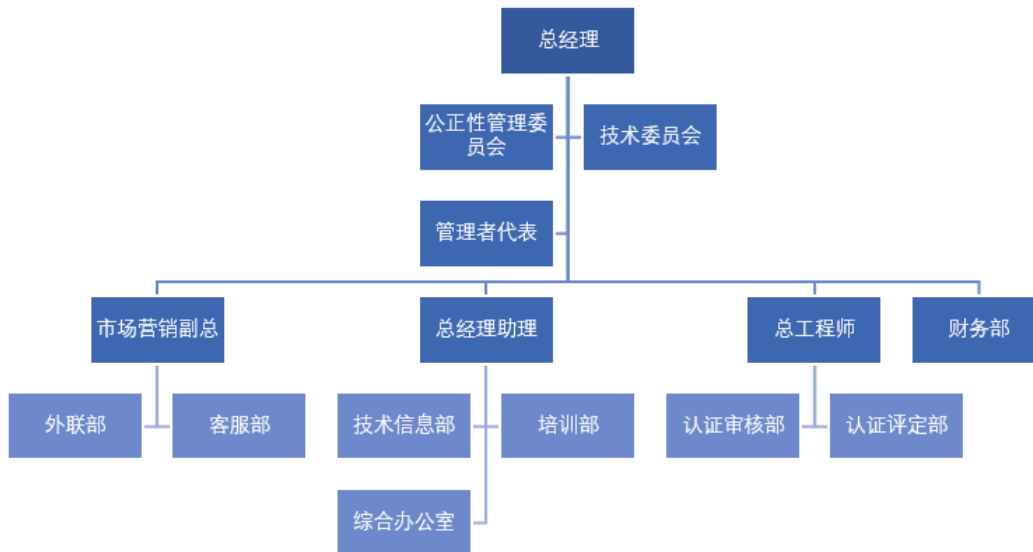 总经理
公正性管理委
员会
技术委员会
管理者代表
市场营销副总
总经理助理
总工程师
财务部
外联部
客服部
技术信息部
培训部
认证审核部
认证评定部
综合办公室